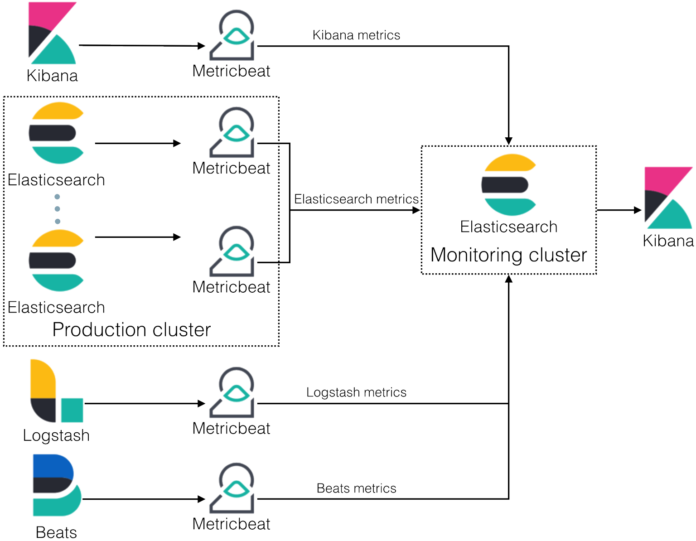 Kibana metrics
Kibana
Metricbeat
Elasticsearch
Metricbeat
Elasticsearch metrics
Elasticsearch
Monitoring cluster
Kibana
Elasticsearch
Metricbeat
Production cluster
Logstash metrics
Logstash
Metricbeat
Beats metrics
Beats
Metricbeat